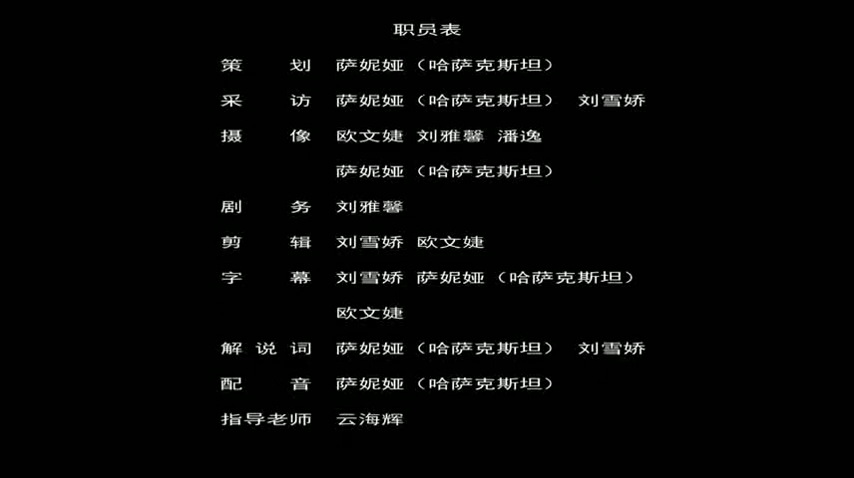 职员表
策 划 萨妮娅（哈萨克斯坦）
采 访 萨妮娅（哈萨克斯坦） 刘雪娇
摄 像 欧文婕 刘雅馨 潘逸
萨妮娅（哈萨克斯坦）
剧 务 刘雅馨
剪 辑 刘雪娇 欧文婕
字 幕 刘雪娇 萨妮娅（哈萨克斯坦）
欧文婕
解 说 词 萨妮娅（哈萨克斯坦） 刘雪娇
配 音 萨妮娅（哈萨克斯坦）
指导老师 云海辉